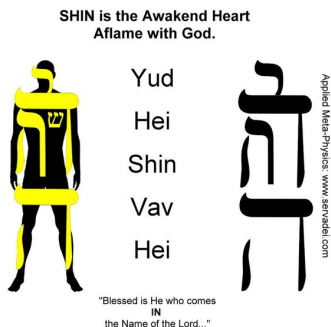 SHIN is the Awakend Heart
Aflame with God.
י
ה
ש
ו
ה
Yud
Hei
Shin
Vav
Hei
י
ה
ו
ה
Applied Meta-Physics: www.servadei.com
"Blessed is He who comes
IN
the Name of the Lord..."